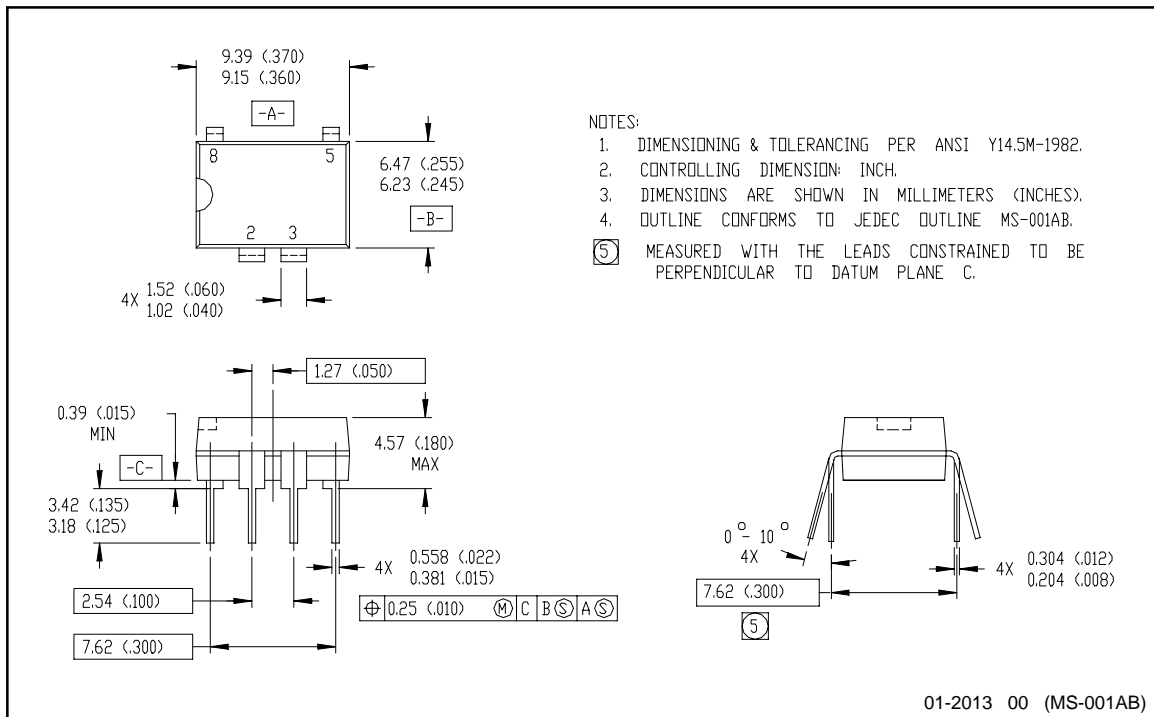 9.39 (.370)
9.15 (.360)
-A-
8 5
6.47 (.255)
6.23 (.245)
-B-
2 3
4X 1.52 (.060)
1.02 (.040)
NOTES:
1. DIMENSIONING & TOLERANCING PER ANSI Y14.5M-1982.
2. CONTROLLING DIMENSION: INCH.
3. DIMENSIONS ARE SHOWN IN MILLIMETERS (INCHES).
4. OUTLINE CONFORMS TO JEDEC OUTLINE MS-001AB.
5 MEASURED WITH THE LEADS CONSTRAINED TO BE
PERPENDICULAR TO DATUM PLANE C.
1.27 (.050)
0.39 (.015)
MIN
-C-
4.57 (.180)
MAX
3.42 (.135)
3.18 (.125)
4X 0.558 (.022)
0.381 (.015)
2.54 (.100)
⌖ 0.25 (.010) Ⓜ C B Ⓢ A Ⓢ
7.62 (.300)
0° - 10°
4X
4X 0.304 (.012)
0.204 (.008)
7.62 (.300)
5
01-2013 00 (MS-001AB)